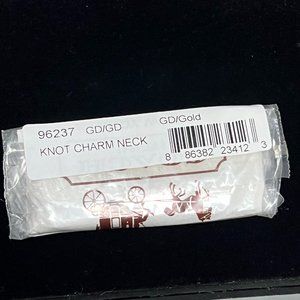 96237 GD/GD GD/Gold
KNOT CHARM NECK
8 86382 23412 3